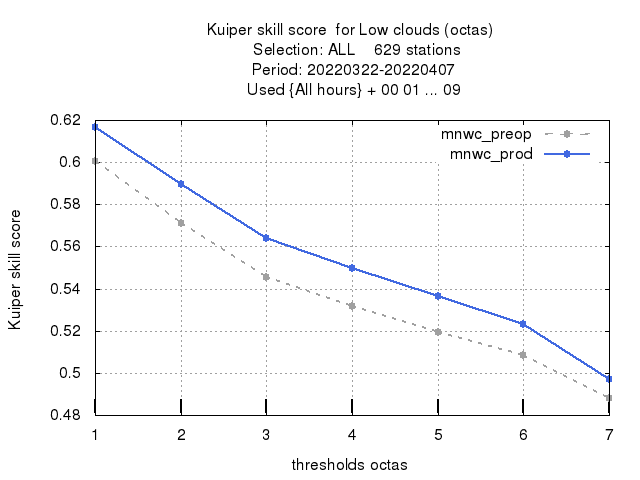 Kuiper skill score  for Low clouds (octas)
Selection: ALL    629 stations
Period: 20220322-20220407
Used {All hours} + 00 01 ... 09
mnwc_preop
mnwc_prod
Kuiper skill score
0.62
0.6
0.58
0.56
0.54
0.52
0.5
0.48
1 2 3 4 5 6 7
thresholds octas